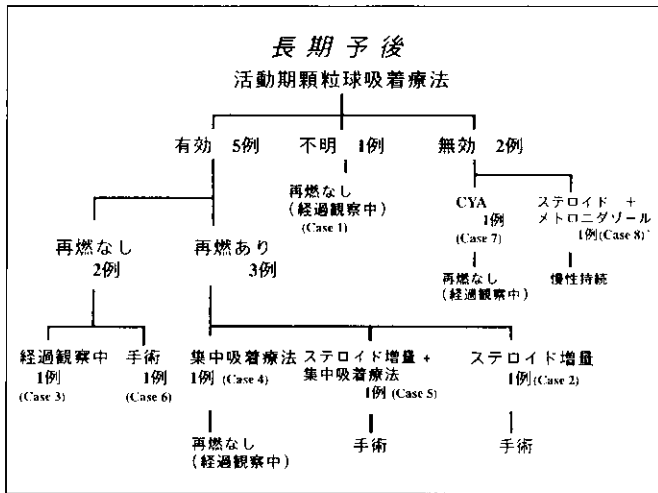 長期予後
活動期顆粒球吸着療法
有効 5例 不明 1例 無効 2例
再燃なし
(経過観察中)
(Case 1)
CYA
1例
(Case 7)
ステロイド +
メトロニダゾール
1例(Case 8)
再燃なし
(経過観察中)
慢性持続
再燃なし
2例
再燃あり
3例
経過観察中
1例
(Case 3)
手術
1例
(Case 6)
集中吸着療法
1例 (Case 4)
ステロイド増量 +
集中吸着療法
1例 (Case 5)
ステロイド増量
1例(Case 2)
再燃なし
(経過観察中)
手術
手術